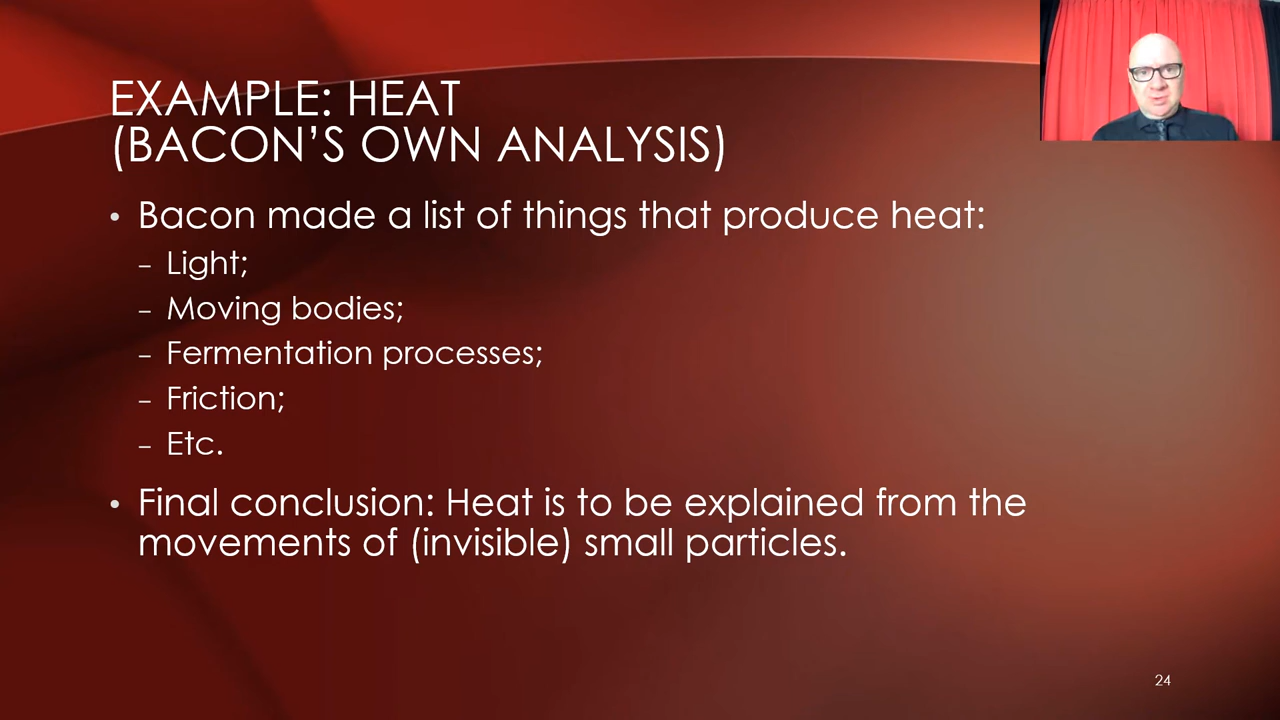 EXAMPLE: HEAT
(BACON’S OWN ANALYSIS)
• Bacon made a list of things that produce heat:
– Light;
– Moving bodies;
– Fermentation processes;
– Friction;
– Etc.
• Final conclusion: Heat is to be explained from the
movements of (invisible) small particles.
24